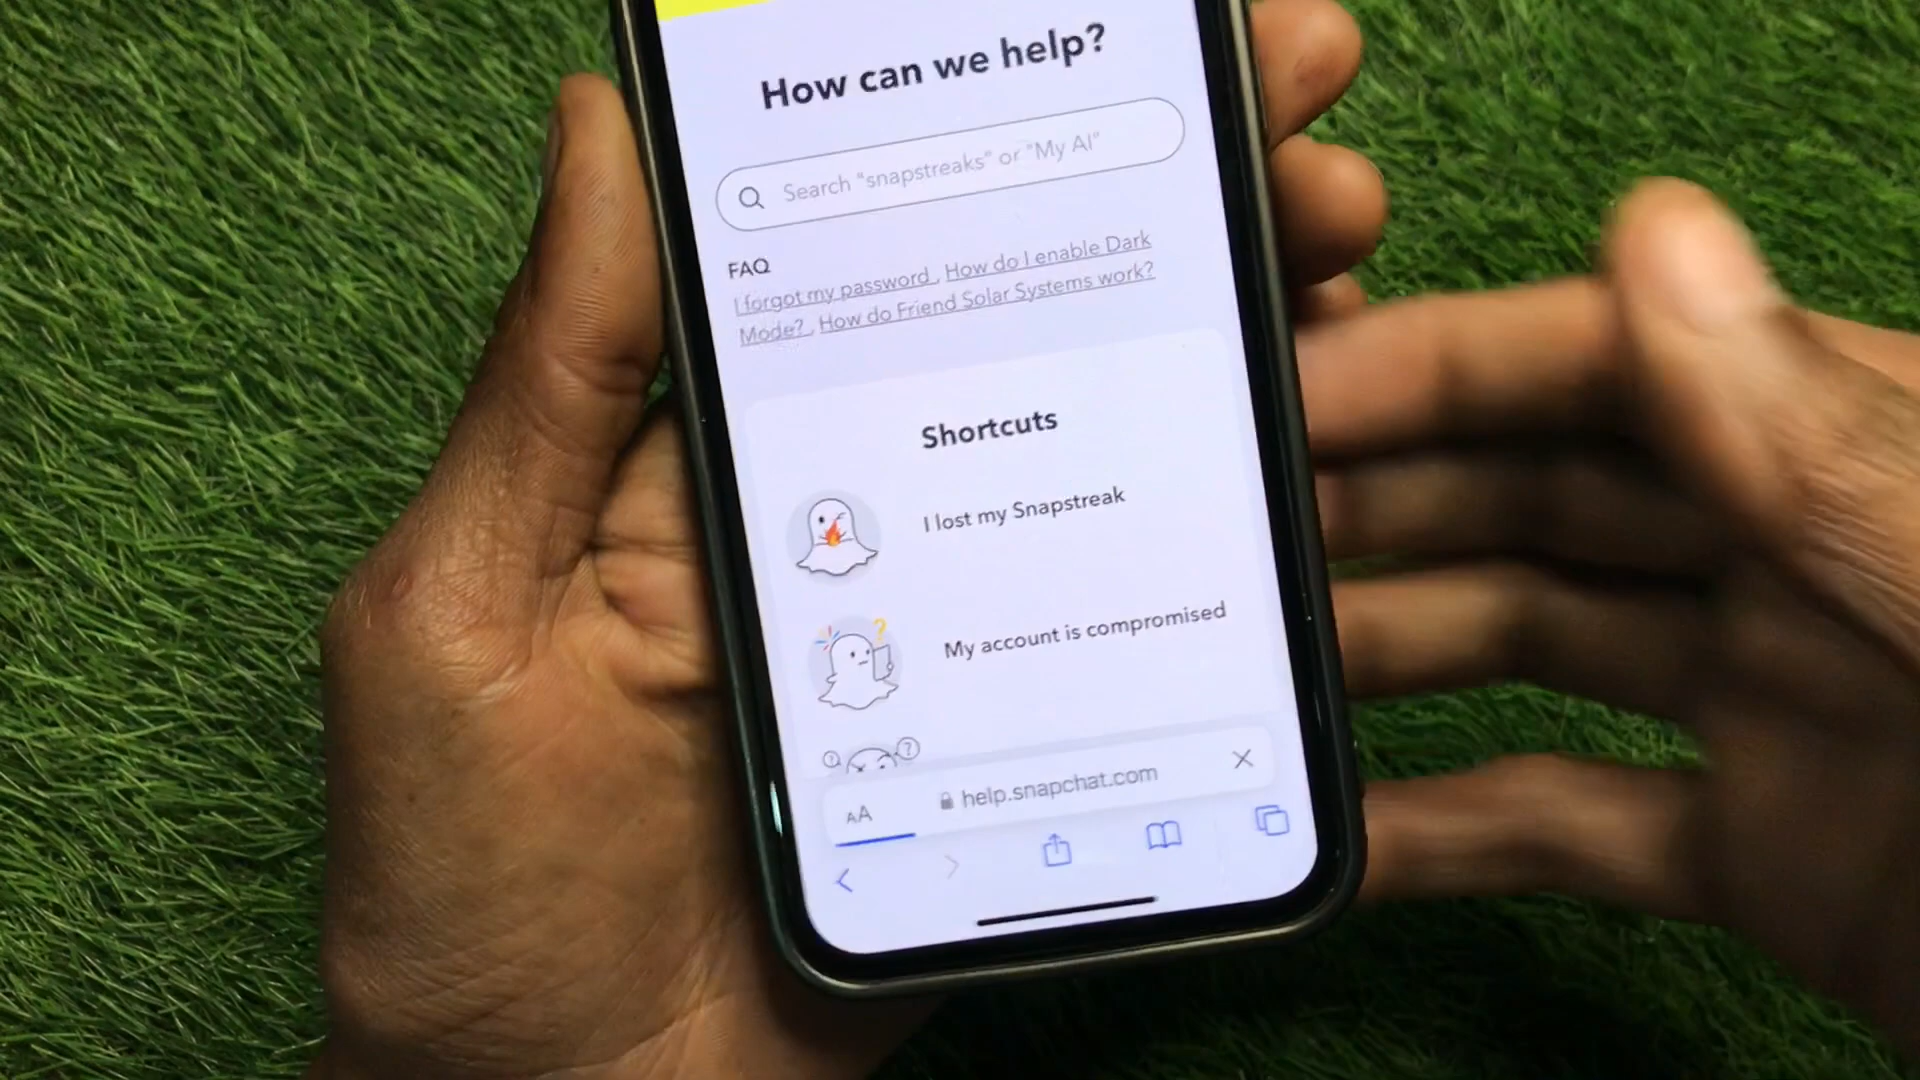 How can we help?
Search "snapstreaks" or "My AI"
FAQ
I forgot my password , How do I enable Dark
Mode? , How do Friend Solar Systems work?
Shortcuts
I lost my Snapstreak
?
My account is compromised
?
AA help.snapchat.com